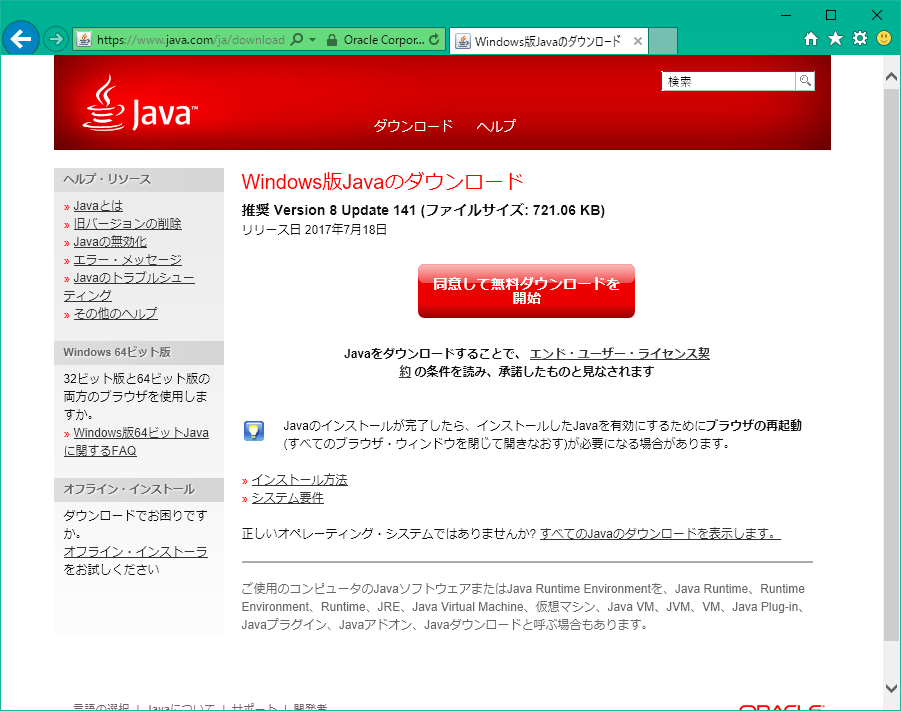 https://www.java.com/ja/download
Oracle Corpor...
Windows版Javaのダウンロード
Java™
検索
ダウンロード ヘルプ
ヘルプ・リソース
» Javaとは
» 旧バージョンの削除
» Javaの無効化
» エラー・メッセージ
» Javaのトラブルシュー
ティング
» その他のヘルプ
Windows 64ビット版
32ビット版と64ビット版の
両方のブラウザを使用しま
すか。
» Windows版64ビットJava
に関するFAQ
オフライン・インストール
ダウンロードでお困りです
か。
オフライン・インストーラ
をお試しください
Windows版Javaのダウンロード
推奨 Version 8 Update 141 (ファイルサイズ: 721.06 KB)
リリース日 2017年7月18日
同意して無料ダウンロードを
開始
Javaをダウンロードすることで、 エンド・ユーザー・ライセンス契
約 の条件を読み、承諾したものと見なされます
Javaのインストールが完了したら、インストールしたJavaを有効にするためにブラウザの再起動
(すべてのブラウザ・ウィンドウを閉じて開きなおす)が必要になる場合があります。
» インストール方法
» システム要件
正しいオペレーティング・システムではありませんか? すべてのJavaのダウンロードを表示します。
ご使用のコンピュータのJavaソフトウェアまたはJava Runtime Environmentを、Java Runtime、Runtime
Environment、Runtime、JRE、Java Virtual Machine、仮想マシン、Java VM、JVM、VM、Java Plug-in、
Javaプラグイン、Javaアドオン、Javaダウンロードと呼ぶ場合もあります。
言語の選択 | Javaについて | サポート | 開発者
ORACLE